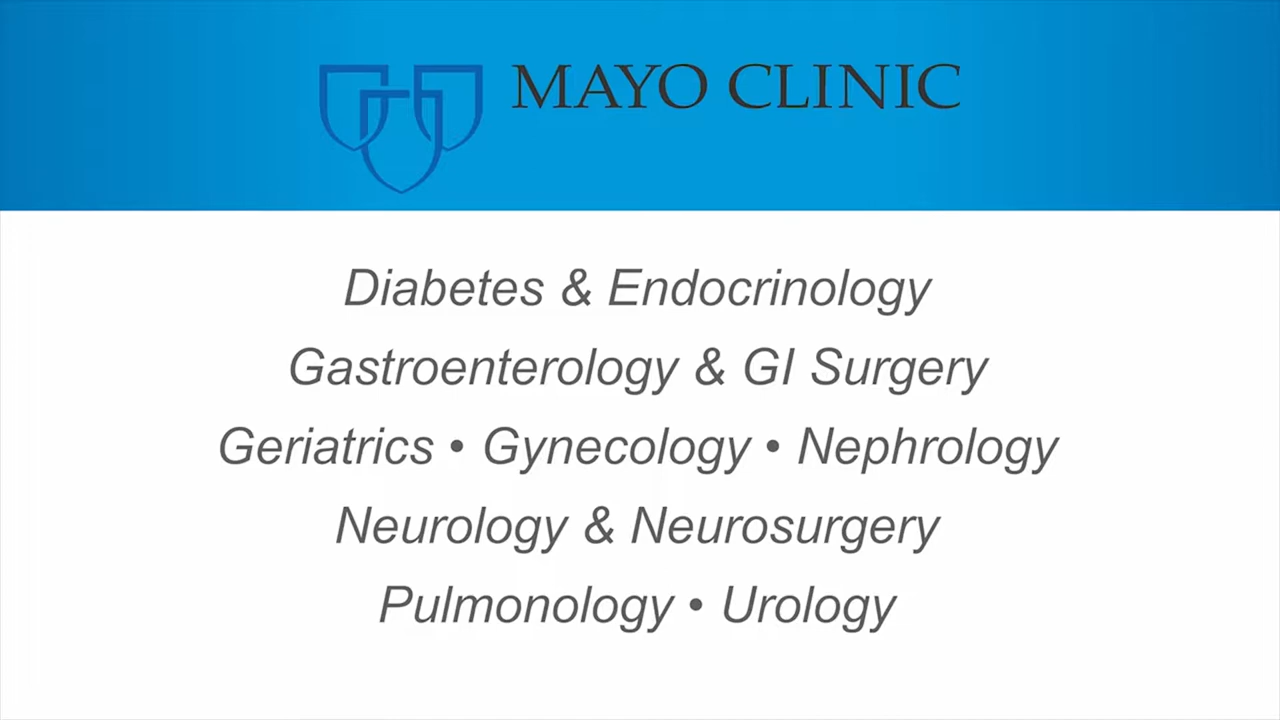 MAYO CLINIC
Diabetes & Endocrinology
Gastroenterology & GI Surgery
Geriatrics • Gynecology • Nephrology
Neurology & Neurosurgery
Pulmonology • Urology